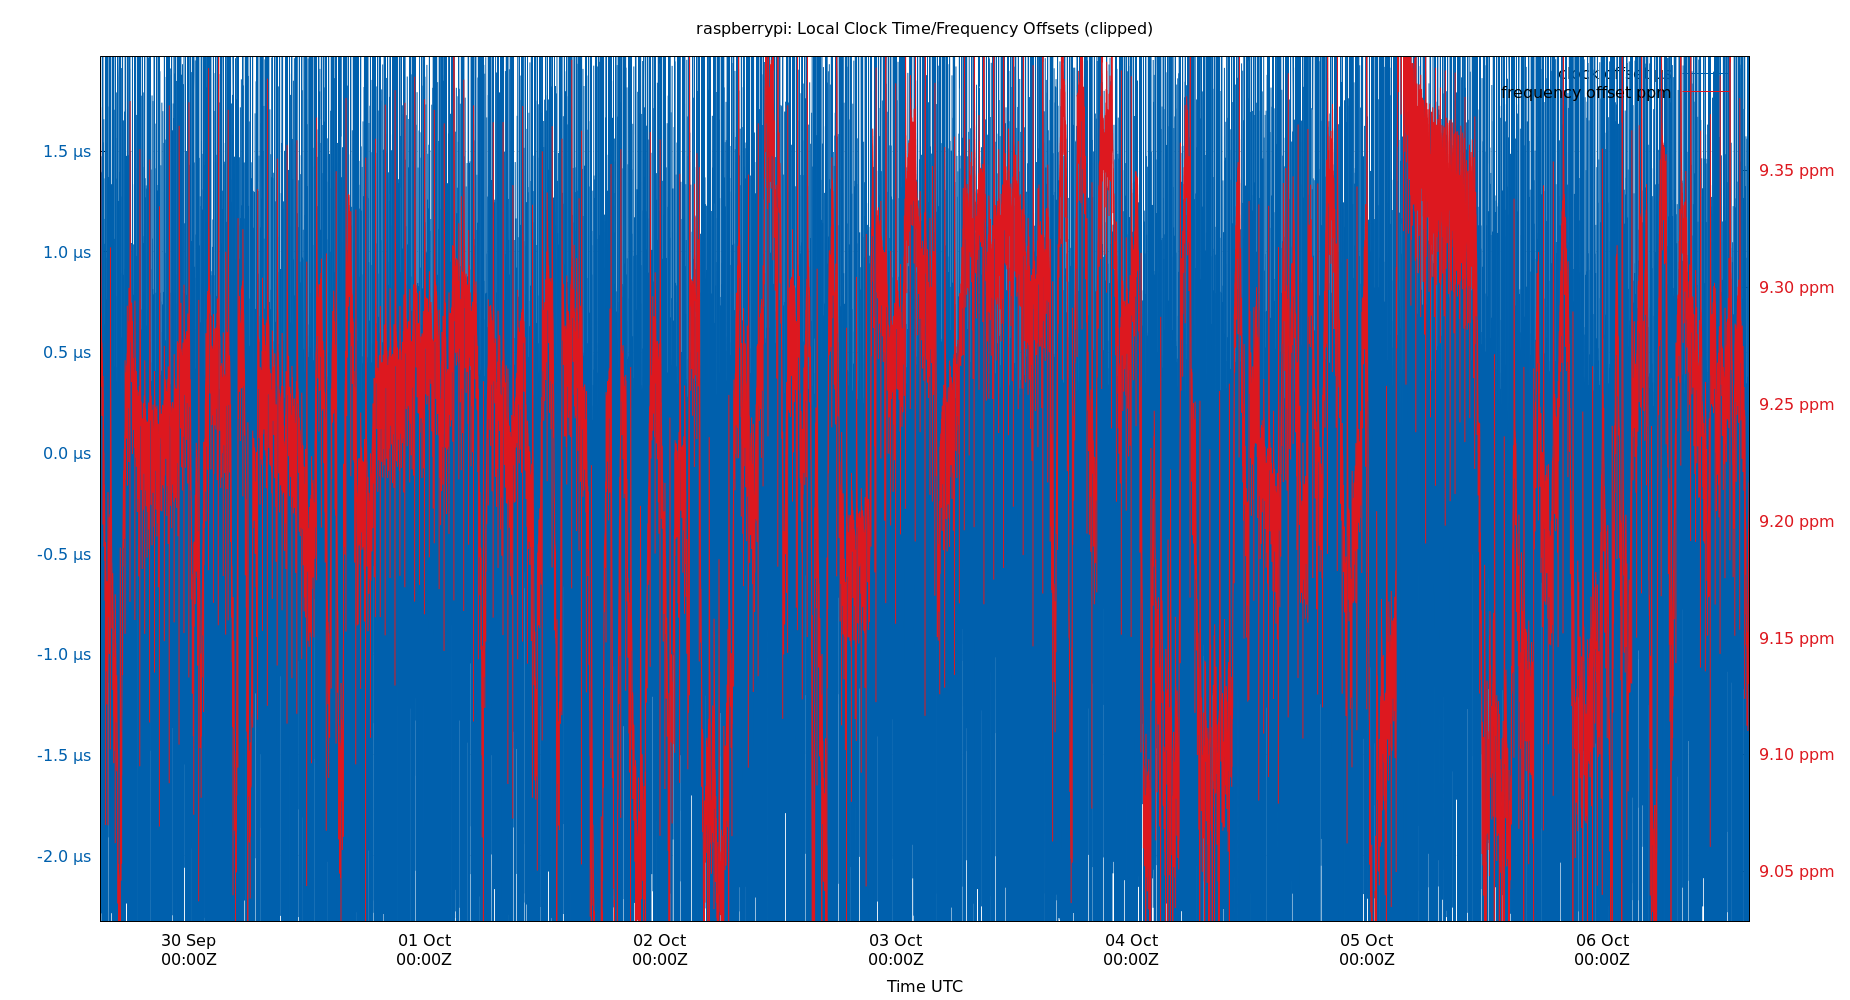 raspberrypi: Local Clock Time/Frequency Offsets (clipped)
clock offset µs
frequency offset ppm
1.5 µs
1.0 µs
0.5 µs
0.0 µs
-0.5 µs
-1.0 µs
-1.5 µs
-2.0 µs
9.35 ppm
9.30 ppm
9.25 ppm
9.20 ppm
9.15 ppm
9.10 ppm
9.05 ppm
30 Sep 01 Oct 02 Oct 03 Oct 04 Oct 05 Oct 06 Oct
00:00Z 00:00Z 00:00Z 00:00Z 00:00Z 00:00Z 00:00Z
Time UTC